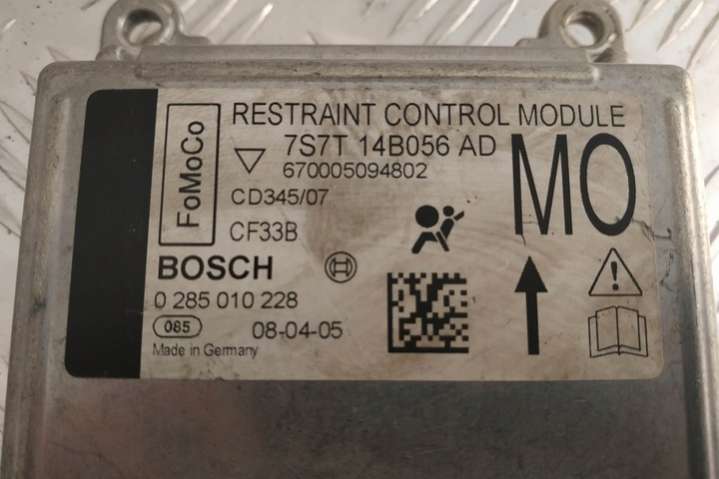 FoMoCo
RESTRAINT CONTROL MODULE
7S7T 14B056 AD
670005094802
MO
CD345/07
CF33B
BOSCH
0 285 010 228
085 08-04-05
Made in Germany